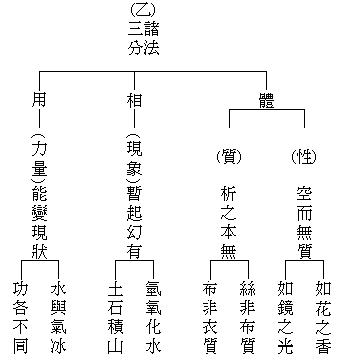 (乙)
諸法
三分
體
相
用
(性)空而無質
(質)析之本無
(現象)暫起幻有
(力量)能變現狀
如花之香
如鏡之光
絲非布質
布非衣質
氫氧化水
土石積山
水與氣冰
功各不同